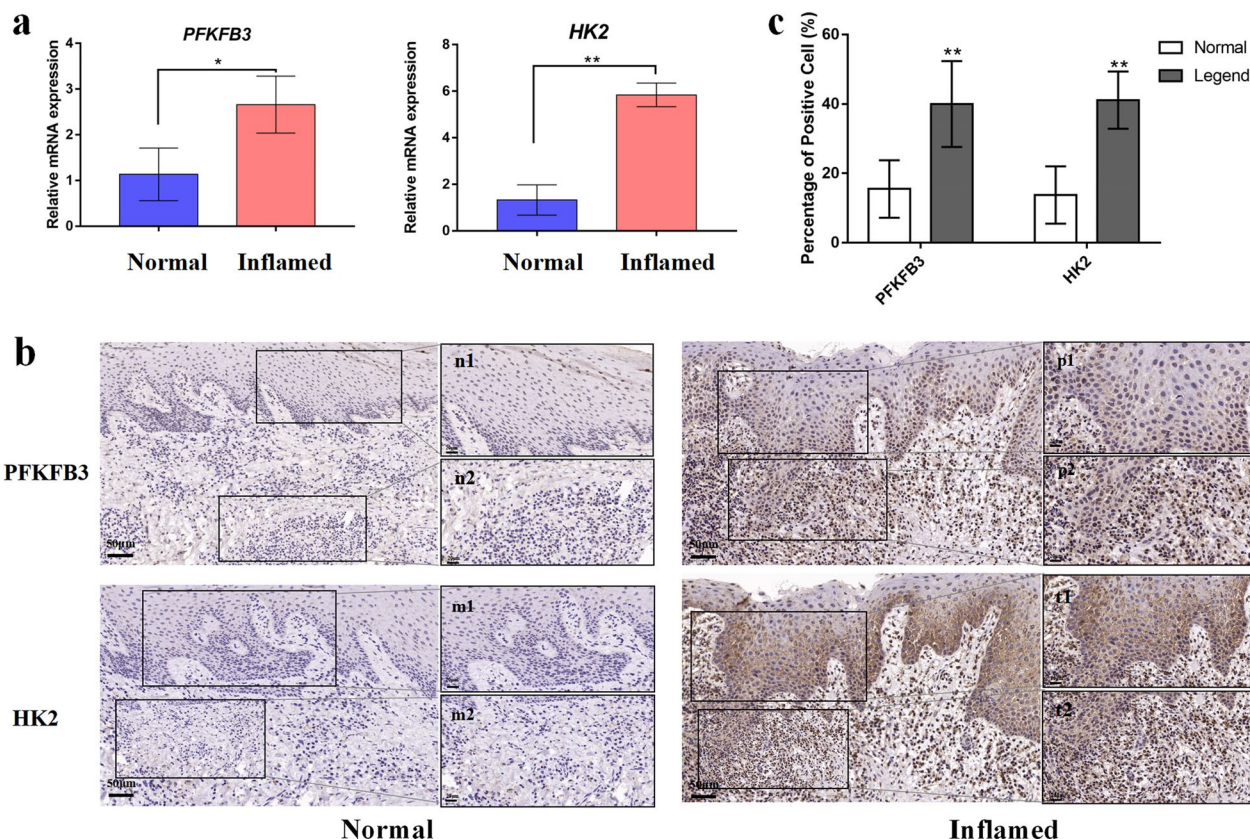 a
PFKFB3
Relative mRNA expression
4
3
2
1
0
*
Normal
Inflamed
HK2
Relative mRNA expression
8
6
4
2
0
**
Normal
Inflamed
c
Percentage of Positive Cell (%)
60
40
20
0
**
**
PFKFB3
HK2
Normal
Legend
b
PFKFB3
n1
n2
50μm
p1
p2
50μm
HK2
m1
m2
50μm
t1
t2
50μm
Normal
Inflamed